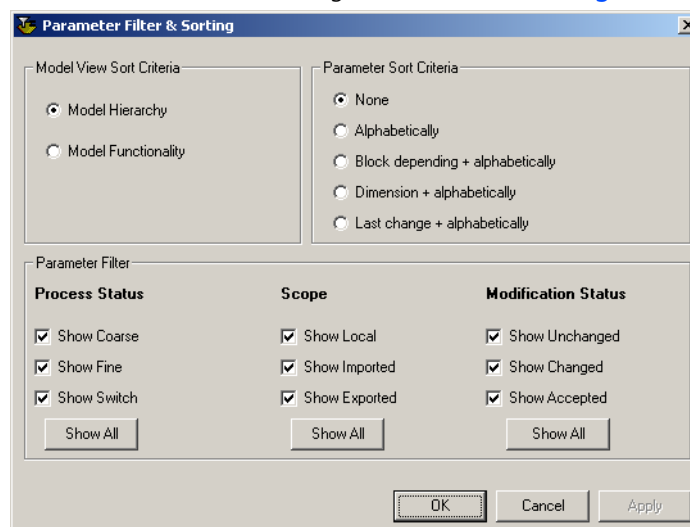 Parameter Filter & Sorting
Model View Sort Criteria
Model Hierarchy
Model Functionality
Parameter Sort Criteria
None
Alphabetically
Block depending + alphabetically
Dimension + alphabetically
Last change + alphabetically
Parameter Filter
Process Status
Show Coarse
Show Fine
Show Switch
Show All
Scope
Show Local
Show Imported
Show Exported
Show All
Modification Status
Show Unchanged
Show Changed
Show Accepted
Show All
OK
Cancel
Apply